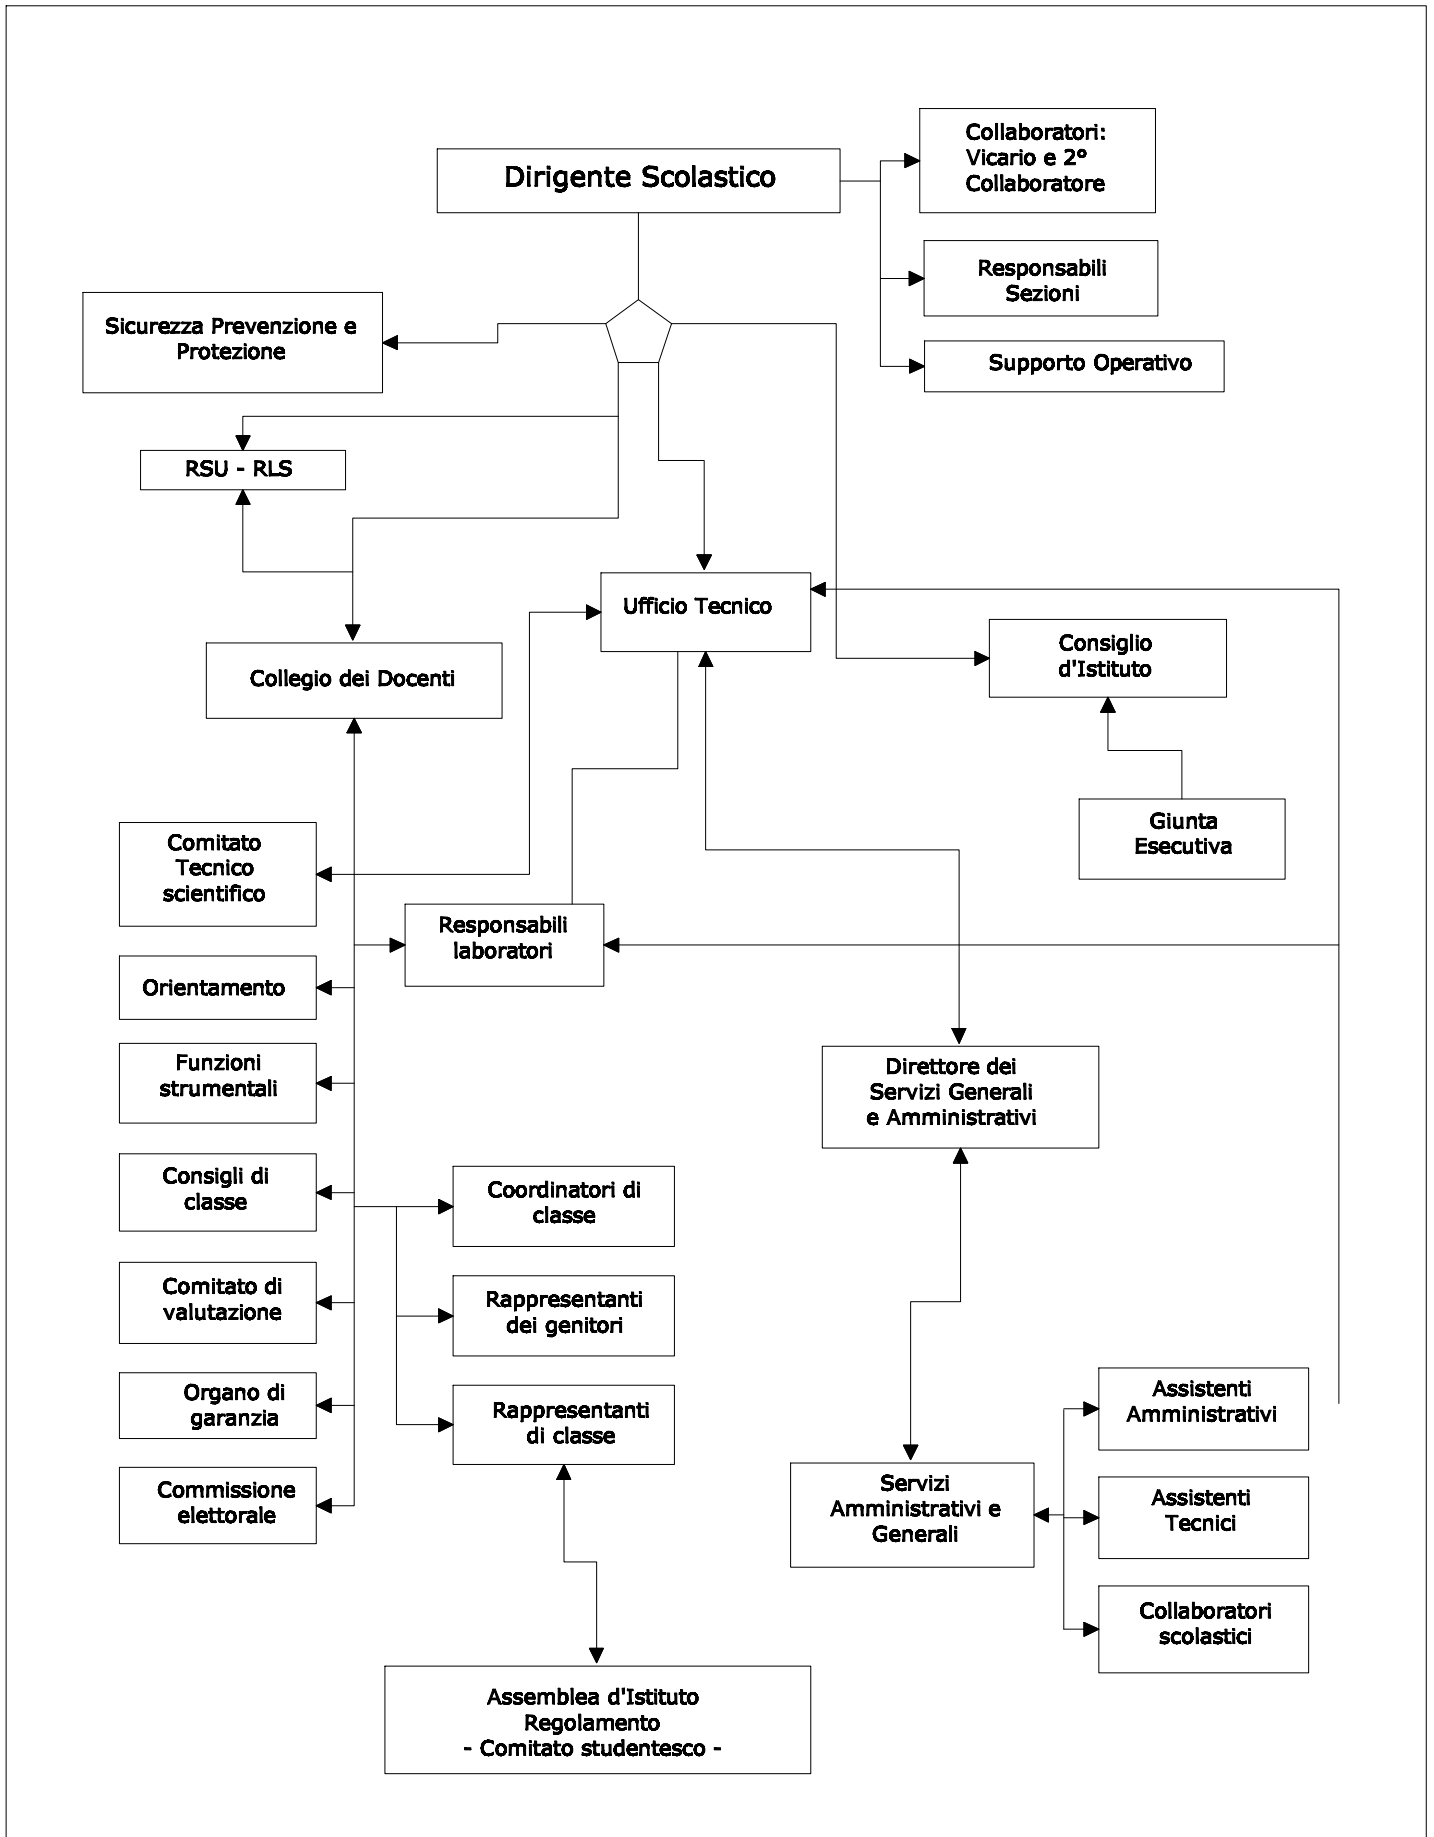 Dirigente Scolastico
Collaboratori:
Vicario e 2°
Collaboratore
Responsabili
Sezioni
Supporto Operativo
Sicurezza Prevenzione e
Protezione
RSU - RLS
Ufficio Tecnico
Collegio dei Docenti
Consiglio
d'Istituto
Giunta
Esecutiva
Comitato
Tecnico
scientifico
Responsabili
laboratori
Orientamento
Funzioni
strumentali
Direttore dei
Servizi Generali
e Amministrativi
Consigli di
classe
Coordinatori di
classe
Comitato di
valutazione
Rappresentanti
dei genitori
Organo di
garanzia
Rappresentanti
di classe
Assistenti
Amministrativi
Commissione
elettorale
Servizi
Amministrativi e
Generali
Assistenti
Tecnici
Collaboratori
scolastici
Assemblea d'Istituto
Regolamento
- Comitato studentesco -